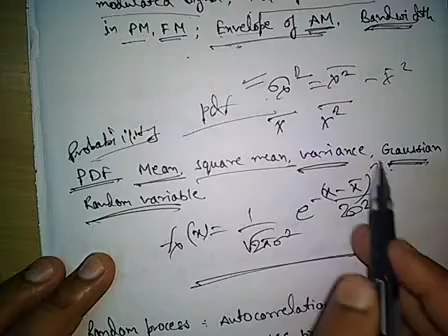 modulated signal,
in PM, FM ; Envelope of AM, Bandwidth
σx² = x̄² - x̄²
pdf
x̄ x̄²
Probability
PDF, Mean, square mean, variance, Gaussian
Random variable
fx(x) = 1/√2πσ² e^-(x-x̄)/2σ²
Random process : Autocorrelation